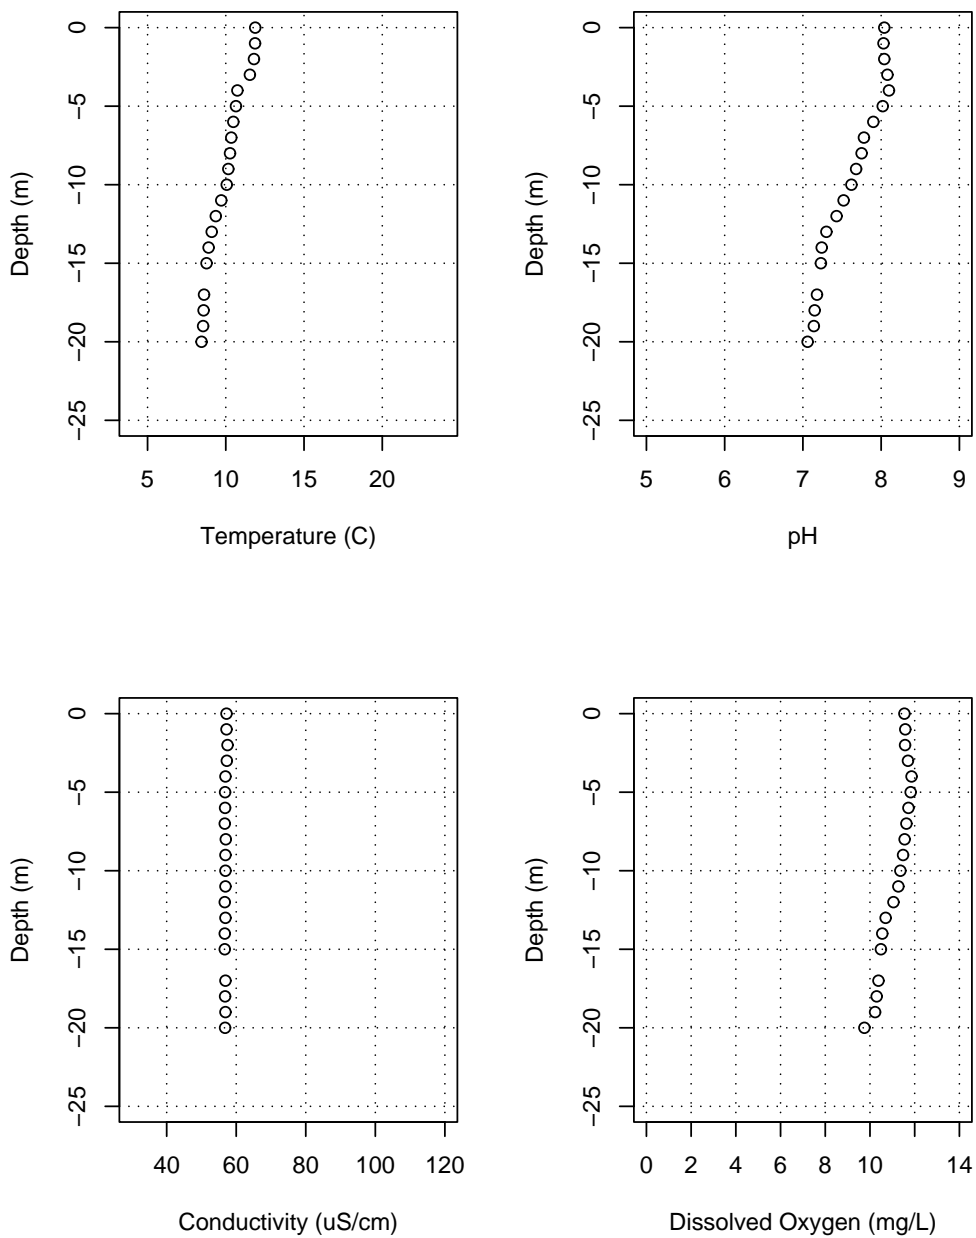 0
−5
−10
−15
−20
−25
Depth (m)
5 10 15 20
Temperature (C)
0
−5
−10
−15
−20
−25
Depth (m)
5 6 7 8 9
pH
0
−5
−10
−15
−20
−25
Depth (m)
40 60 80 100 120
Conductivity (uS/cm)
0
−5
−10
−15
−20
−25
Depth (m)
0 2 4 6 8 10 14
Dissolved Oxygen (mg/L)